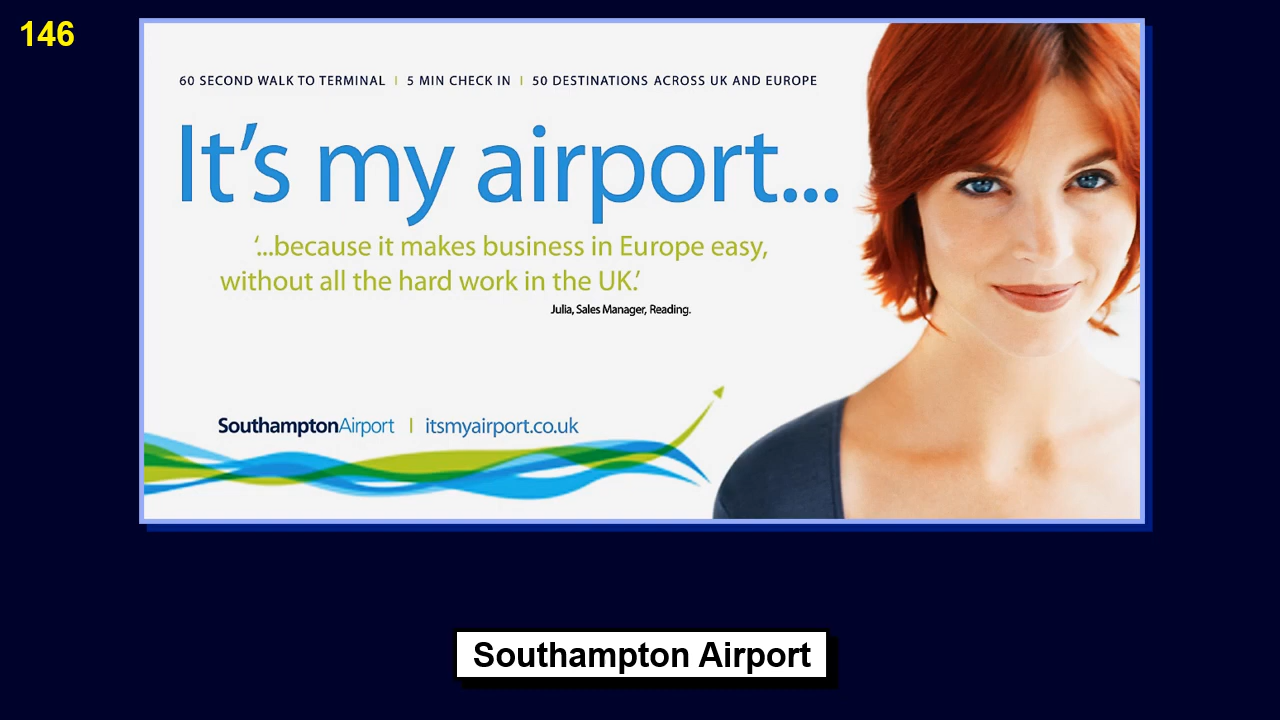 146
60 SECOND WALK TO TERMINAL | 5 MIN CHECK IN | 50 DESTINATIONS ACROSS UK AND EUROPE
It's my airport...
‘...because it makes business in Europe easy,
without all the hard work in the UK.’
Julia, Sales Manager, Reading.
SouthamptonAirport | itsmyairport.co.uk
Southampton Airport